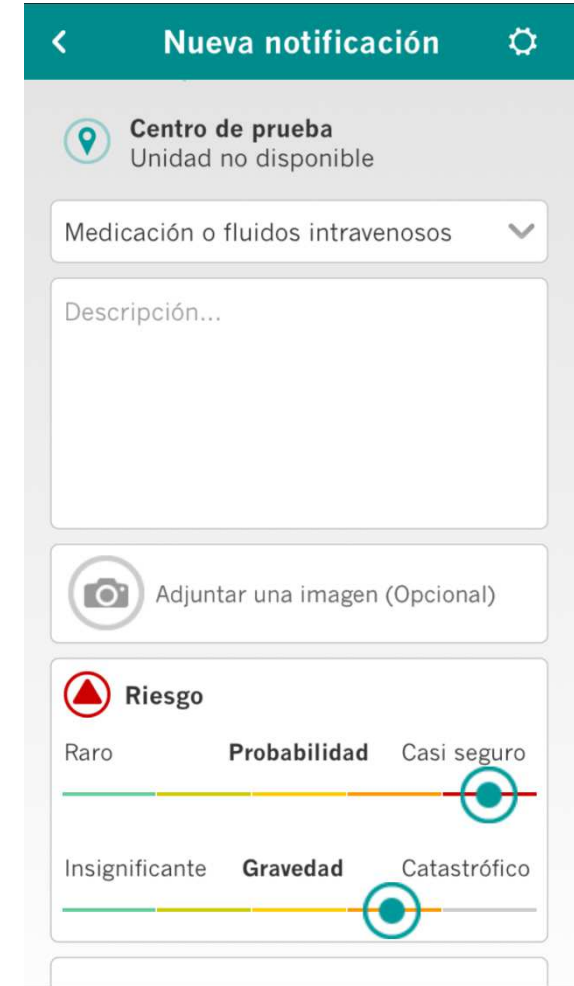 Nueva notificación
Centro de prueba
Unidad no disponible
Medicación o fluidos intravenosos
Descripción...
Adjuntar una imagen (Opcional)
Riesgo
Raro Probabilidad Casi seguro
Insignificante Gravedad Catastrófico